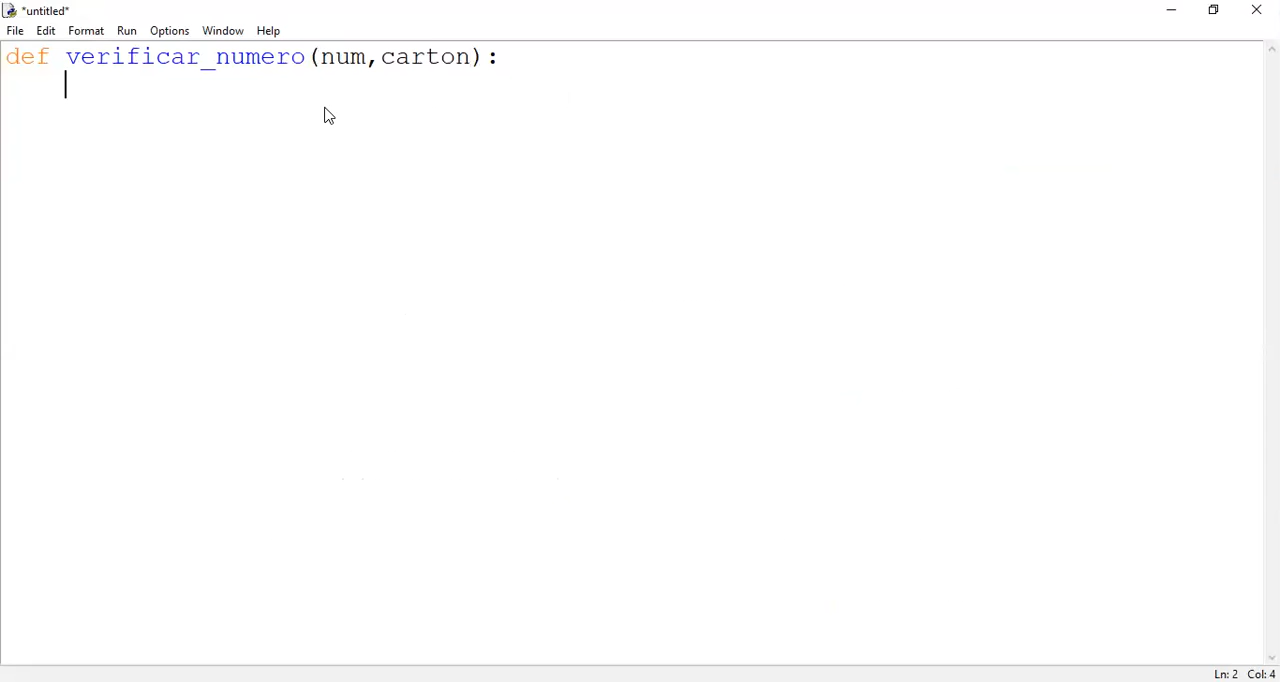 *untitled*
File Edit Format Run Options Window Help
def verificar_numero(num,carton):
Ln: 2 Col: 4